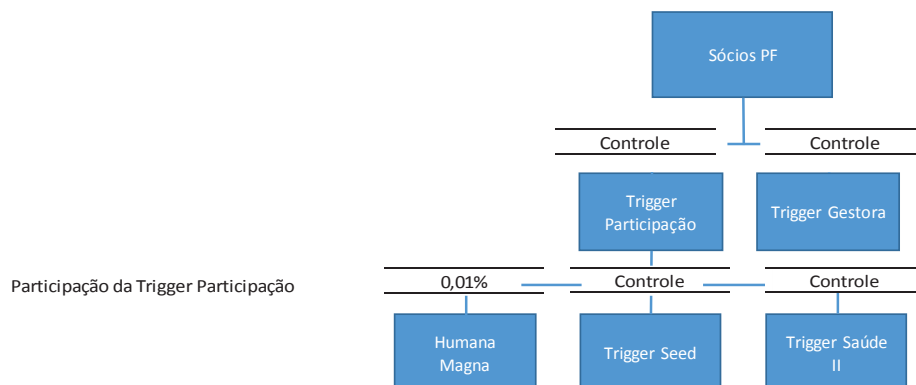 Sócios PF
Controle
Controle
Trigger
Participação
Trigger Gestora
Participação da Trigger Participação
0,01%
Controle
Controle
Humana
Magna
Trigger Seed
Trigger Saúde
II